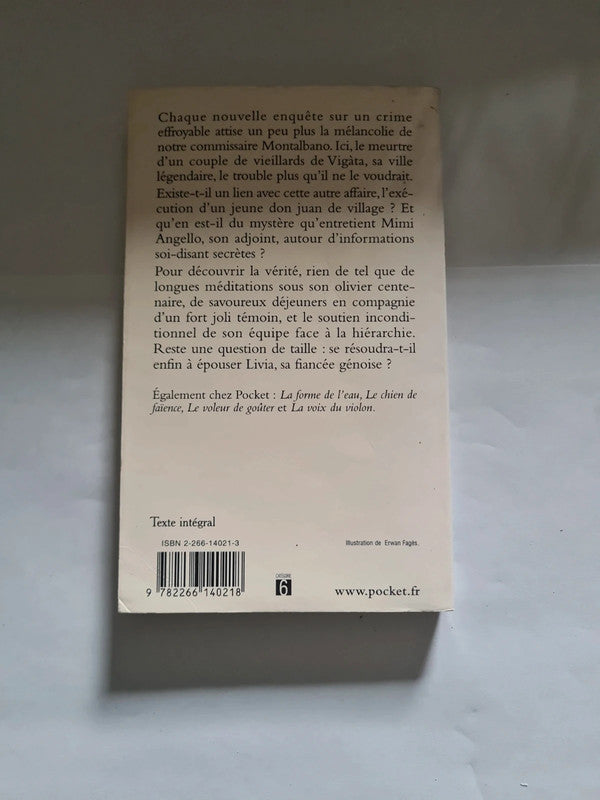 Chaque nouvelle enquête sur un crime
effroyable attise un peu plus la mélancolie de
notre commissaire Montalbano. Ici, le meurtre
d'un couple de vieillards de Vigàta, sa ville
légendaire, le trouble plus qu'il ne le voudrait.
Existe-t-il un lien avec cette autre affaire, l'exé-
cution d'un jeune don juan de village ? Et
qu'en est-il du mystère qu'entretient Mimi
Angello, son adjoint, autour d'informations
soi-disant secrètes ?
Pour découvrir la vérité, rien de tel que de
longues méditations sous son olivier cente-
naire, de savoureux déjeuners en compagnie
d'un fort joli témoin, et le soutien incondi-
tionnel de son équipe face à la hiérarchie.
Reste une question de taille : se résoudra-t-il
enfin à épouser Livia, sa fiancée génoise ?
Également chez Pocket : La forme de l'eau, Le chien de
faïence, Le voleur de goûter et La voix du violon.
Texte intégral
ISBN 2-266-14021-3
Illustration de Erwan Fagès.
9 782266 140218
CATÉGORIE
6
www.pocket.fr